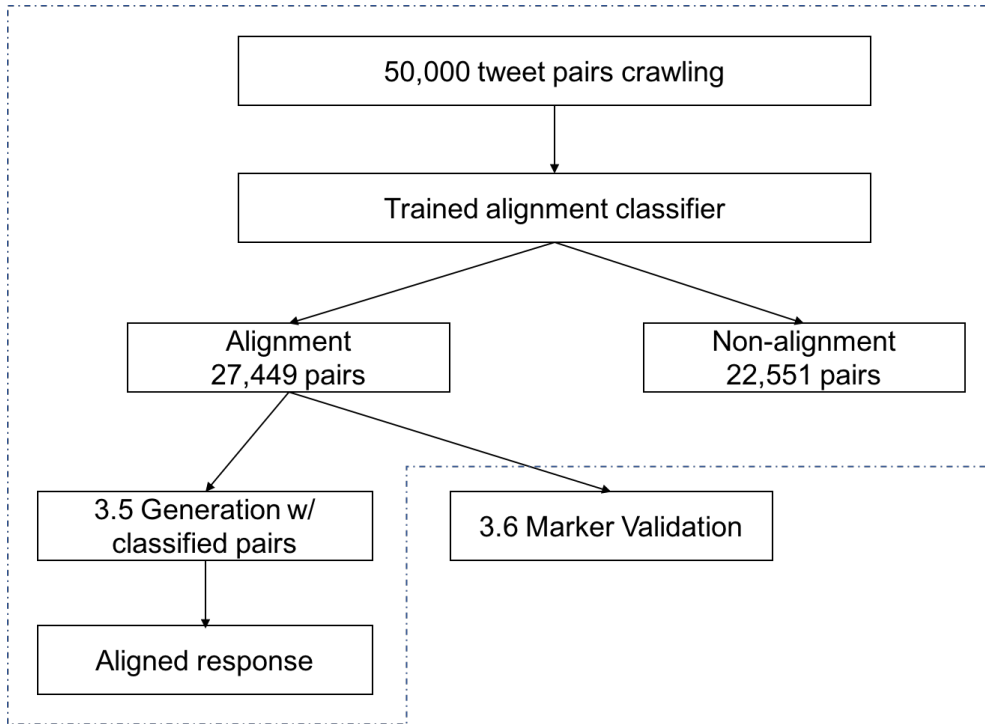 50,000 tweet pairs crawling
Trained alignment classifier
Alignment
27,449 pairs
Non-alignment
22,551 pairs
3.5 Generation w/
classified pairs
3.6 Marker Validation
Aligned response